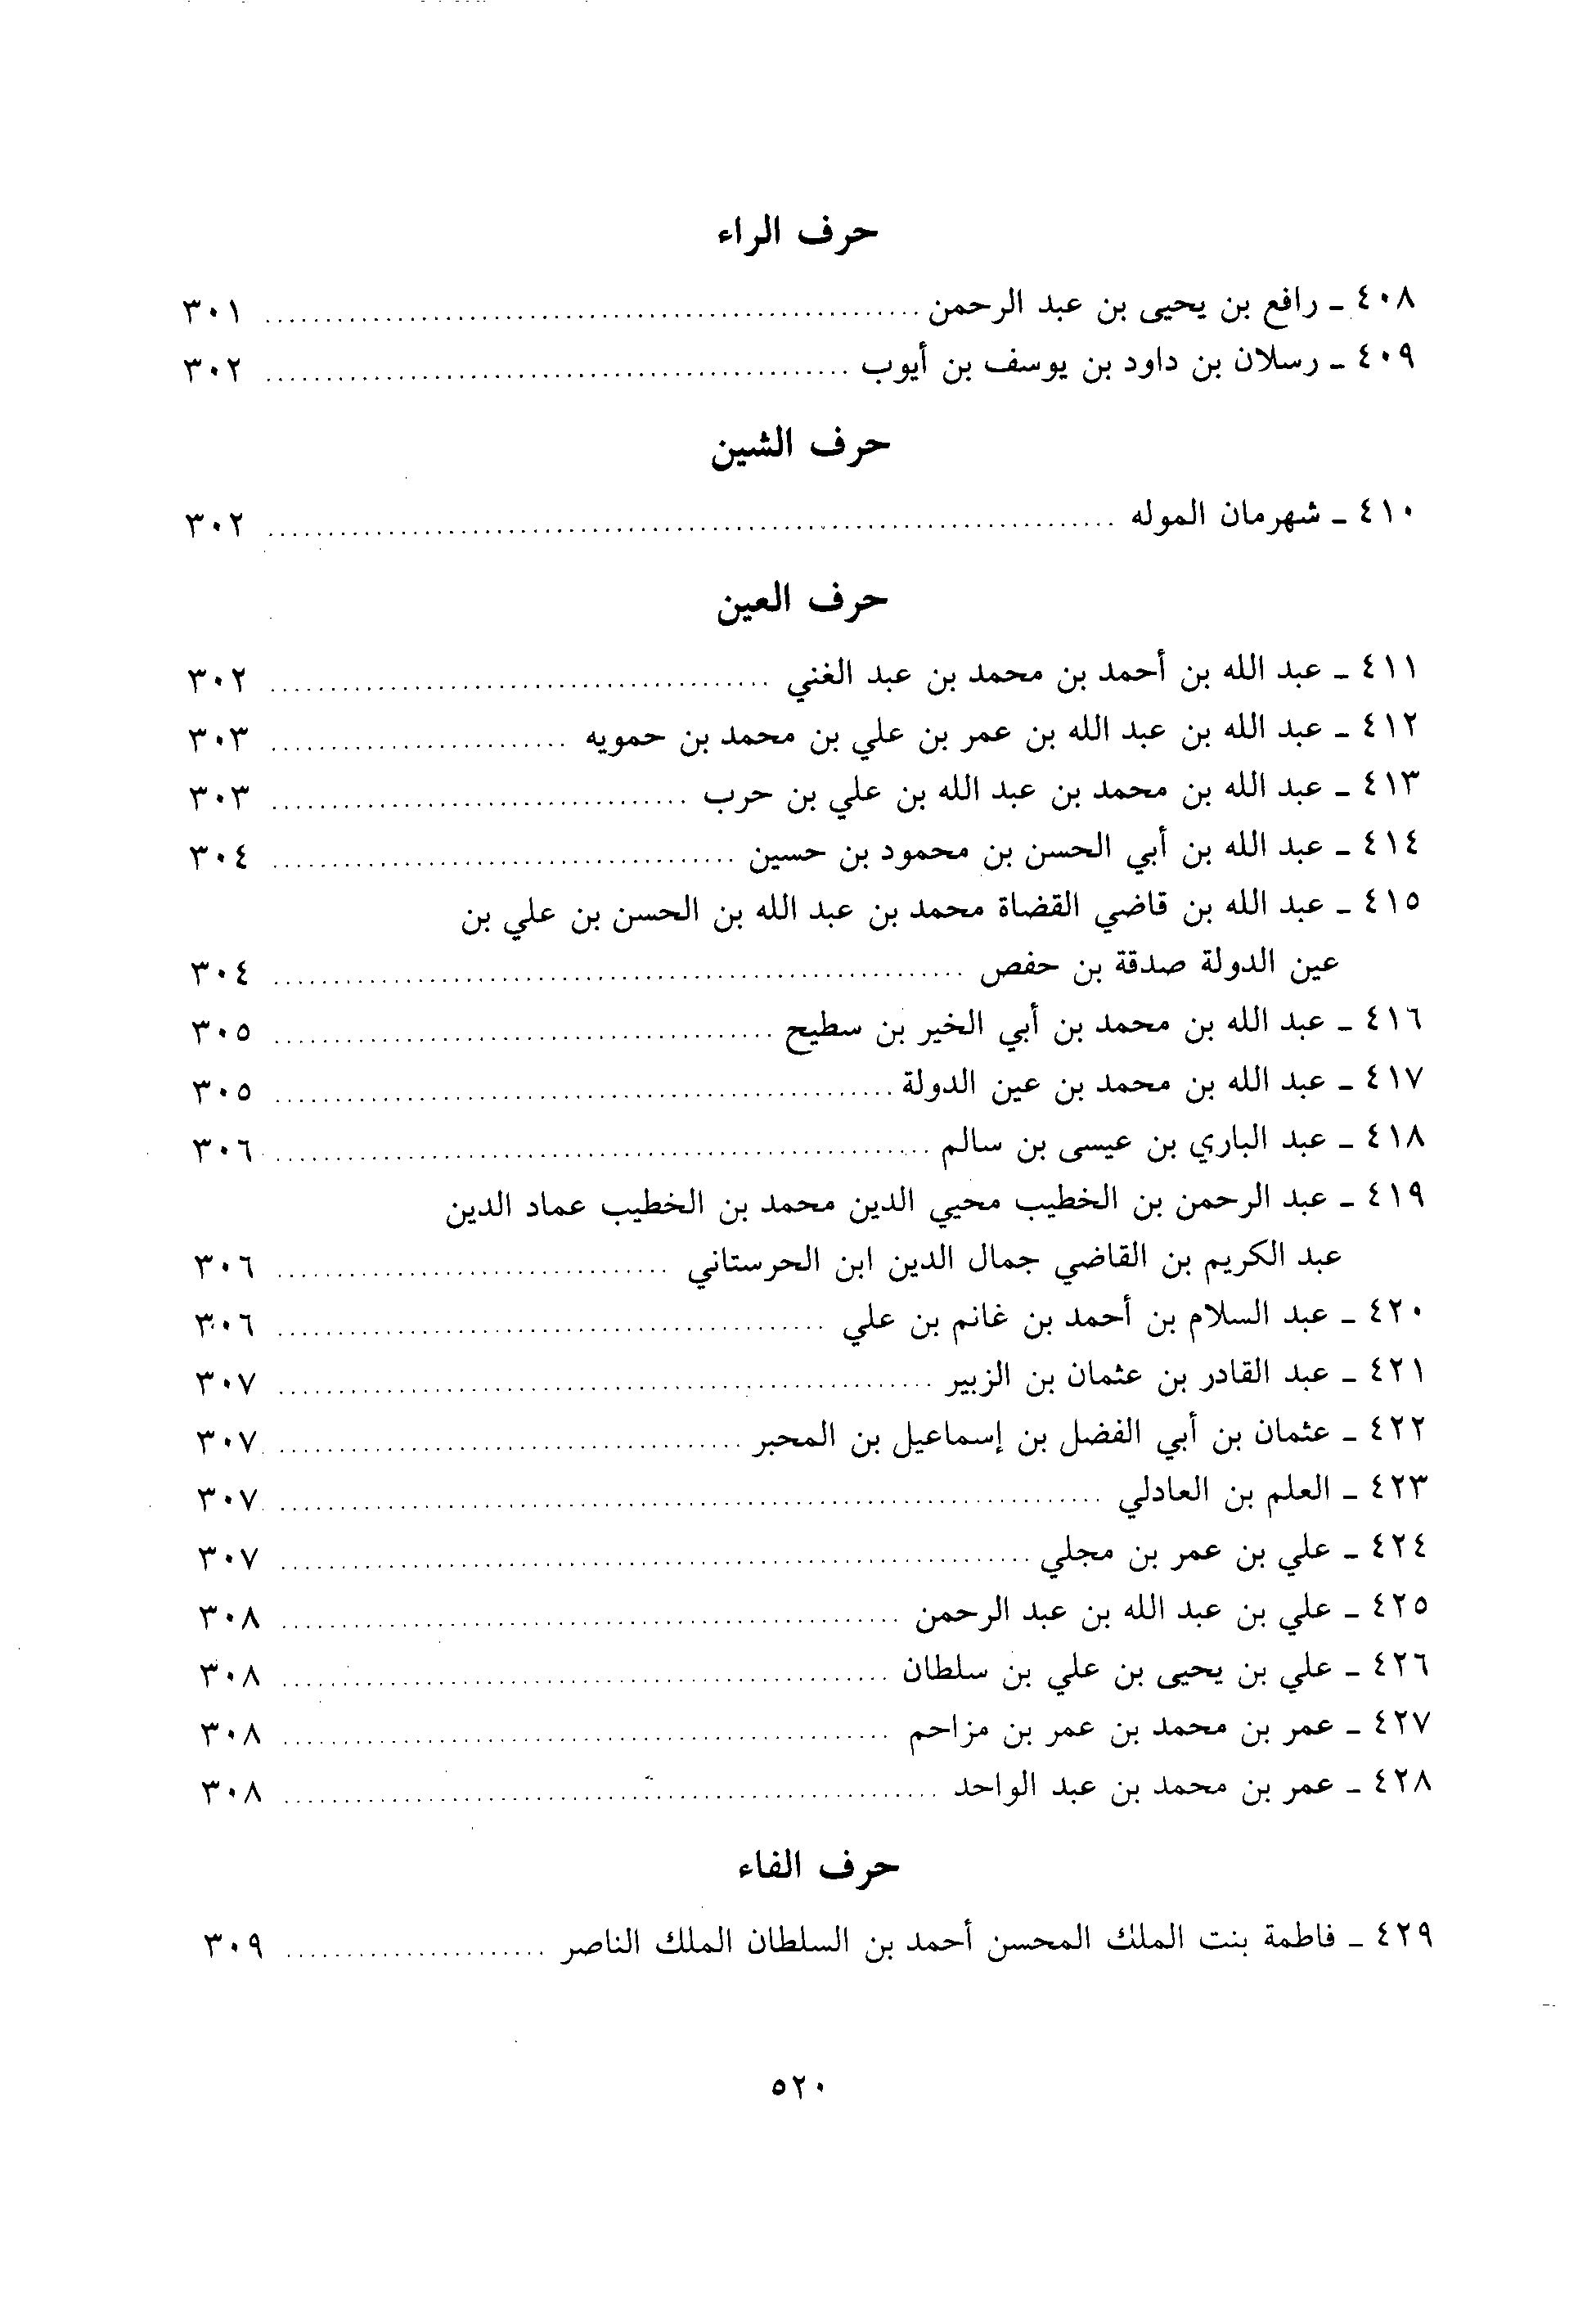 حرف الراء
٤٠٨ ـ رافع بن يحيى بن عبد الرحمن ........ ٣٠١
٤٠٩ ـ رسلان بن داود بن يوسف بن أيوب ........ ٣٠٢
حرف الشين
٤١٠ ـ شهرمان الموله ........ ٣٠٢
حرف العين
٤١١ ـ عبد الله بن أحمد بن محمد بن عبد الغني ........ ٣٠٢
٤١٢ ـ عبد الله بن عبد الله بن عمر بن علي بن محمد بن حمويه ........ ٣٠٣
٤١٣ ـ عبد الله بن محمد بن عبد الله بن علي بن حرب ........ ٣٠٣
٤١٤ ـ عبد الله بن أبي الحسن بن محمود بن حسين ........ ٣٠٤
٤١٥ ـ عبد الله بن قاضي القضاة محمد بن عبد الله بن الحسن بن علي بن
عين الدولة صدقة بن حفص ........ ٣٠٤
٤١٦ ـ عبد الله بن محمد بن أبي الخير بن سطيح ........ ٣٠٥
٤١٧ ـ عبد الله بن محمد بن عين الدولة ........ ٣٠٥
٤١٨ ـ عبد الباري بن عيسى بن سالم ........ ٣٠٦
٤١٩ ـ عبد الرحمن بن الخطيب محيي الدين محمد بن الخطيب عماد الدين
عبد الكريم بن القاضي جمال الدين ابن الحرستاني ........ ٣٠٦
٤٢٠ ـ عبد السلام بن أحمد بن غانم بن علي ........ ٣٠٦
٤٢١ ـ عبد القادر بن عثمان بن الزبير ........ ٣٠٧
٤٢٢ ـ عثمان بن أبي الفضل بن إسماعيل بن المحبر ........ ٣٠٧
٤٢٣ ـ العلم بن العادلي ........ ٣٠٧
٤٢٤ ـ علي بن عمر بن مجلي ........ ٣٠٧
٤٢٥ ـ علي بن عبد الله بن عبد الرحمن ........ ٣٠٨
٤٢٦ ـ علي بن يحيى بن علي بن سلطان ........ ٣٠٨
٤٢٧ ـ عمر بن محمد بن عمر بن مزاحم ........ ٣٠٨
٤٢٨ ـ عمر بن محمد بن عبد الواحد ........ ٣٠٨
حرف الفاء
٤٢٩ ـ فاطمة بنت الملك المحسن أحمد بن السلطان الملك الناصر ........ ٣٠٩
٥٢٠